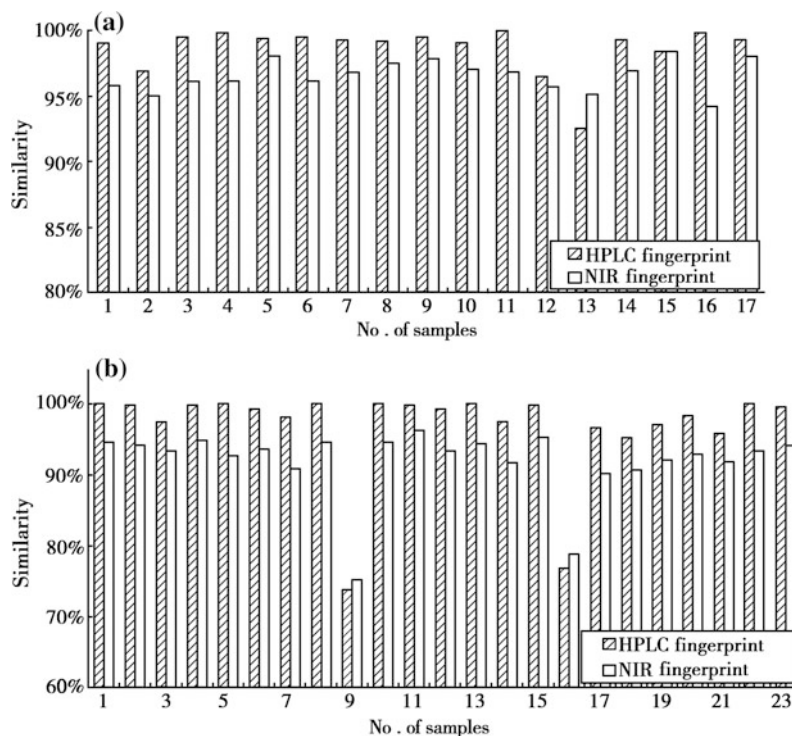 (a)
100%
95%
90%
85%
80%
Similarity
HPLC fingerprint
NIR fingerprint
1 2 3 4 5 6 7 8 9 10 11 12 13 14 15 16 17
No . of samples
(b)
100%
90%
80%
70%
60%
Similarity
HPLC fingerprint
NIR fingerprint
1 3 5 7 9 11 13 15 17 19 21 23
No . of samples